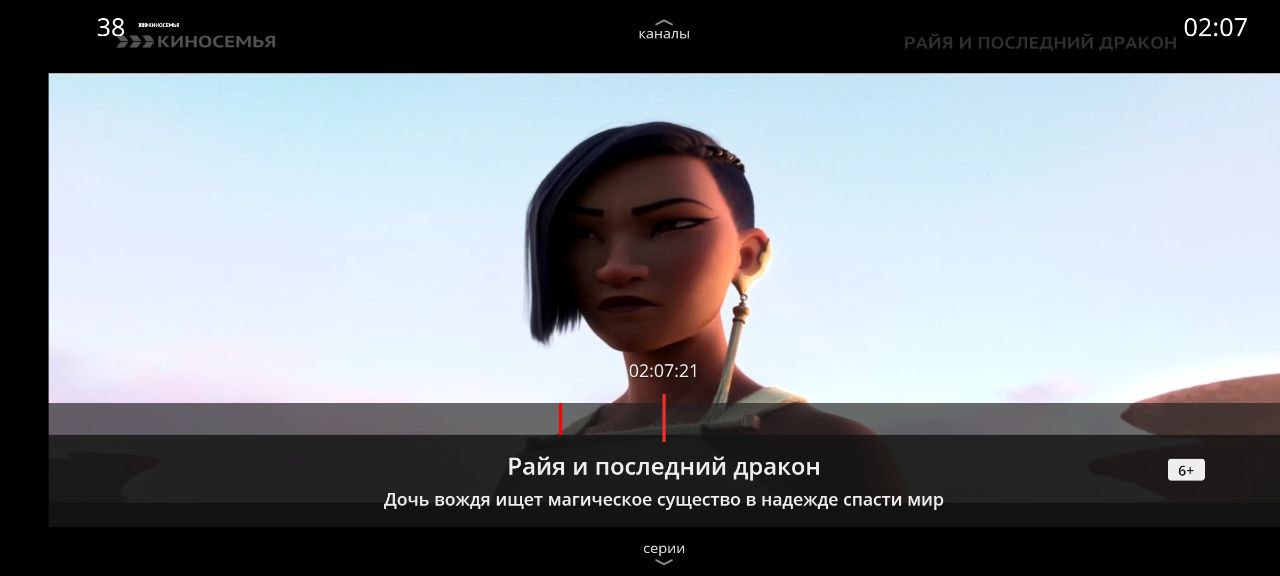 38
КИНОСЕМЬЯ
КИНОСЕМЬЯ
каналы
РАЙЯ И ПОСЛЕДНИЙ ДРАКОН
02:07
02:07:21
Райя и последний дракон
6+
Дочь вождя ищет магическое существо в надежде спасти мир
серии